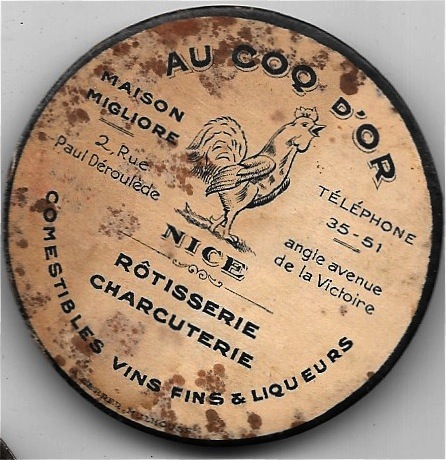 AU COQ D'OR
MAISON
MIGLIORE
2, Rue
Paul Déroulède
TÉLÉPHONE
35-51
angle avenue
de la Victoire
NICE
RÔTISSERIE
CHARCUTERIE
COMESTIBLES VINS FINS & LIQUEURS